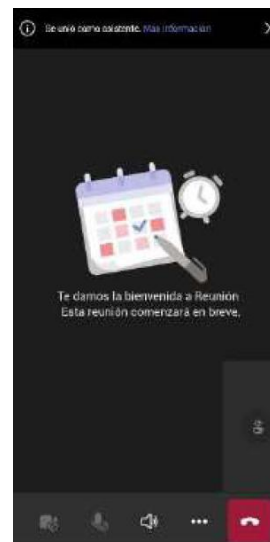 Se unió como asistente. Más información
Te damos la bienvenida a Reunión
Esta reunión comenzará en breve.